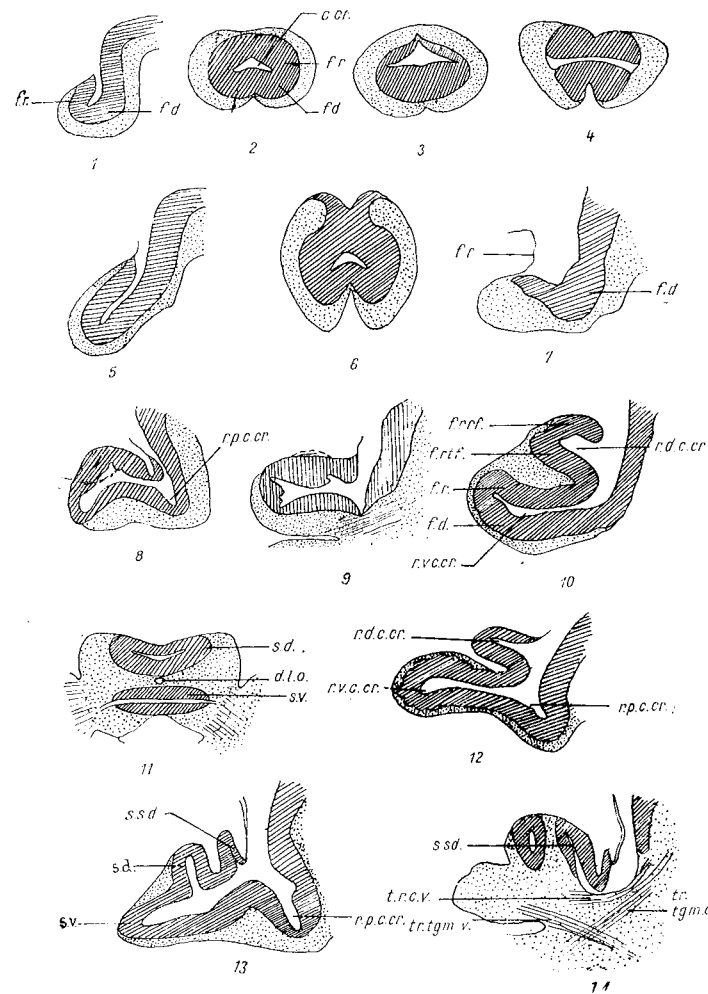 c.cr.
f.r.
f.r
f.d
f.d
1
2
3
4
f.r
f.d
5
6
7
r.p.c.cr.
f.r.r.f.
f.r.t.f.
r.d.c.cr.
f.r.
f.d.
r.v.c.cr.
8
9
10
s.d.
d.l.o.
s.v.
r.d.c.cr.
r.v.c.cr.
r.p.c.cr.
11
12
s.s.d
s.d.
s.v.
r.p.c.cr.
s.s.d.
t.r.c.v.
tr.tgm.v.
tr.
13
14